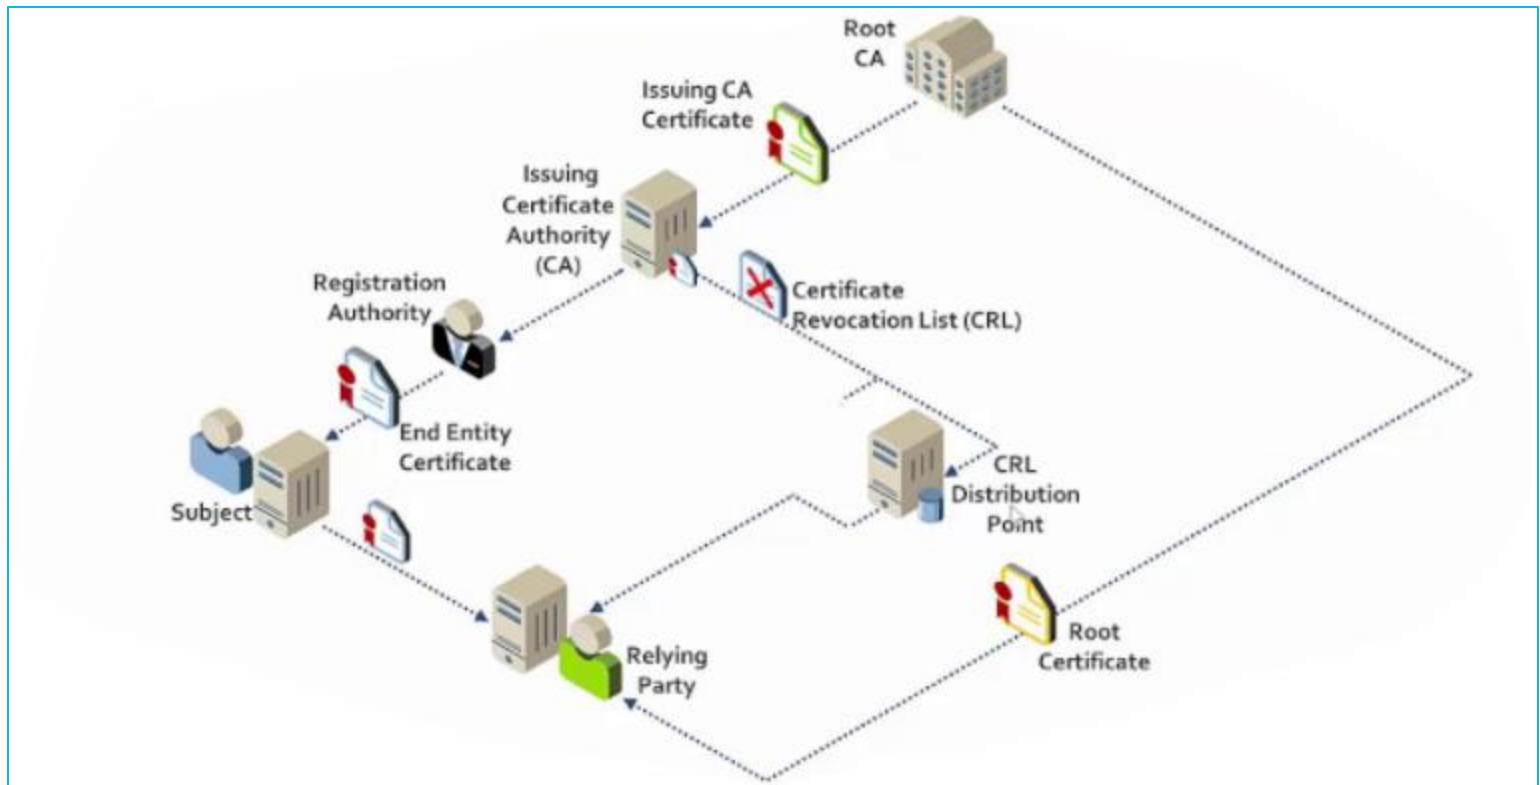 Root
CA
Issuing CA
Certificate
Issuing
Certificate
Authority
(CA)
Registration
Authority
Certificate
Revocation List (CRL)
End Entity
Certificate
Subject
CRL
Distribution
Point
Relying
Party
Root
Certificate